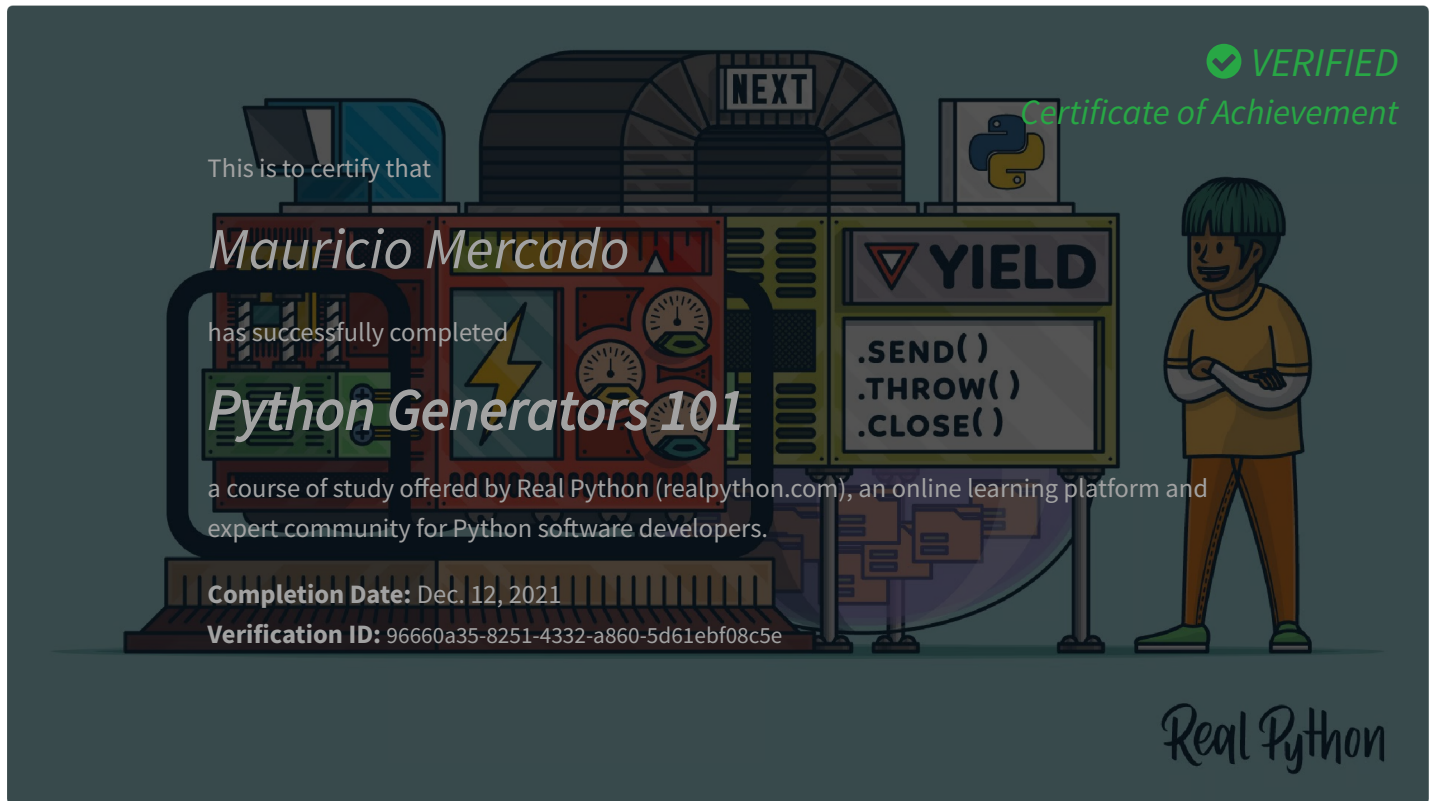 NEXT
VERIFIED
Certificate of Achievement
This is to certify that
Mauricio Mercado
YIELD
has successfully completed
.SEND()
.THROW()
.CLOSE()
Python Generators 101
a course of study offered by Real Python (realpython.com), an online learning platform and
expert community for Python software developers.
Completion Date: Dec. 12, 2021
Verification ID: 96660a35-8251-4332-a860-5d61ebf08c5e
Real Python